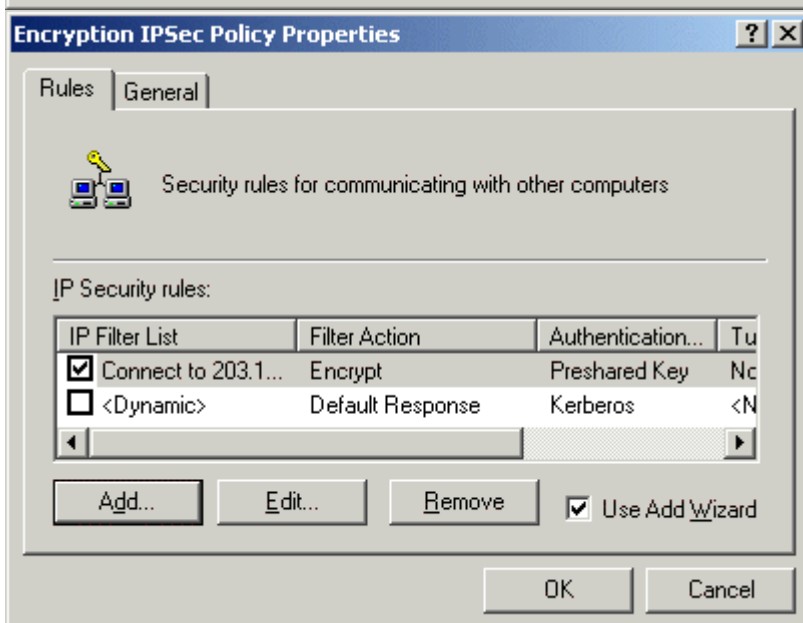 Encryption IPSec Policy Properties
Rules General
Security rules for communicating with other computers
IP Security rules:
IP Filter List Filter Action Authentication... Tu
Connect to 203.1... Encrypt Preshared Key No
<Dynamic> Default Response Kerberos <N
Add... Edit... Remove Use Add Wizard
OK Cancel